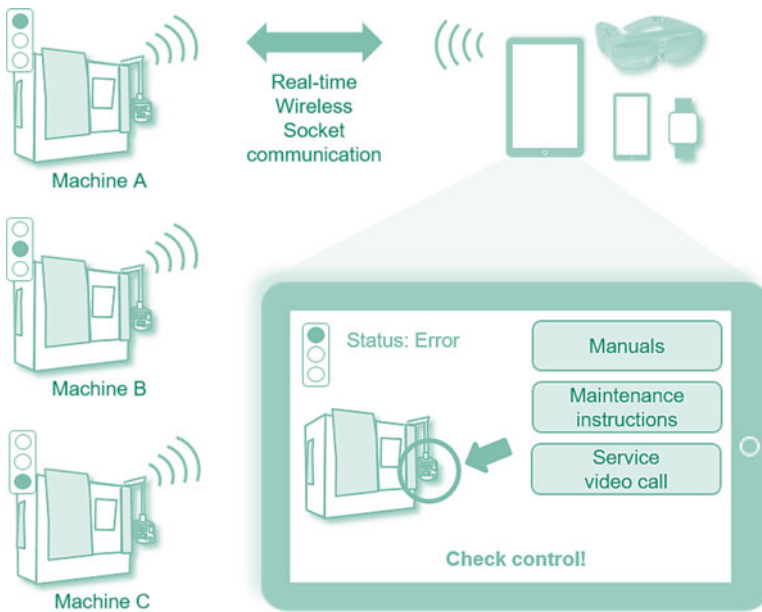 Real-time
Wireless
Socket
communication
Machine A
Machine B
Machine C
Status: Error
Manuals
Maintenance
instructions
Service
video call
Check control!